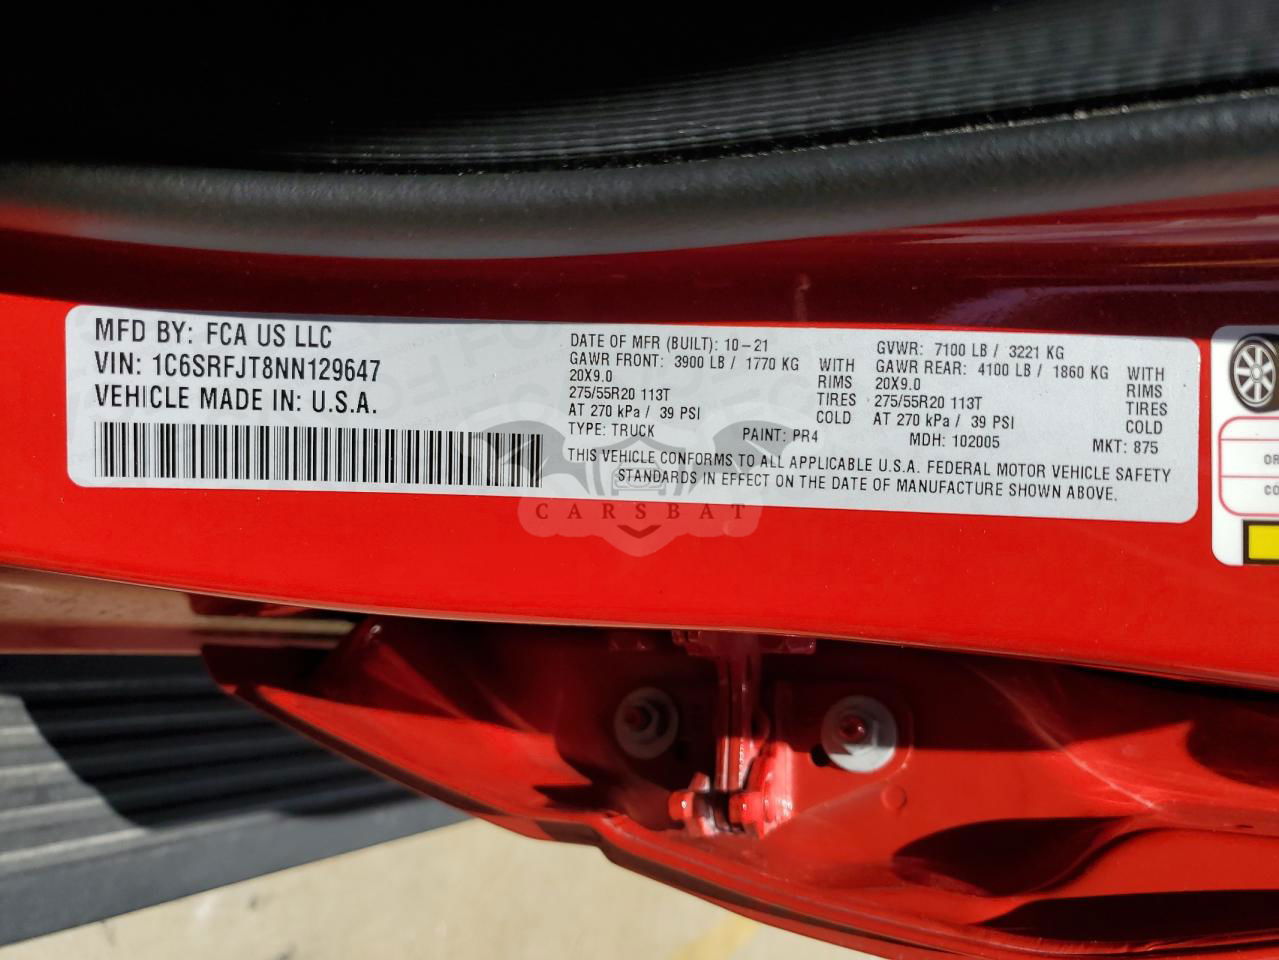 MFD BY: FCA US LLC
VIN: 1C6SRFJT8NN129647
VEHICLE MADE IN: U.S.A.
DATE OF MFR (BUILT): 10-21
GAWR FRONT: 3900 LB / 1770 KG WITH
20X9.0 RIMS
275/55R20 113T TIRES
AT 270 kPa / 39 PSI COLD
TYPE: TRUCK PAINT: PR4
GVWR: 7100 LB / 3221 KG
GAWR REAR: 4100 LB / 1860 KG WITH
20X9.0 RIMS
275/55R20 113T TIRES
AT 270 kPa / 39 PSI COLD
MDH: 102005 MKT: 875
THIS VEHICLE CONFORMS TO ALL APPLICABLE U.S.A. FEDERAL MOTOR VEHICLE SAFETY
STANDARDS IN EFFECT ON THE DATE OF MANUFACTURE SHOWN ABOVE.
CARSBAT